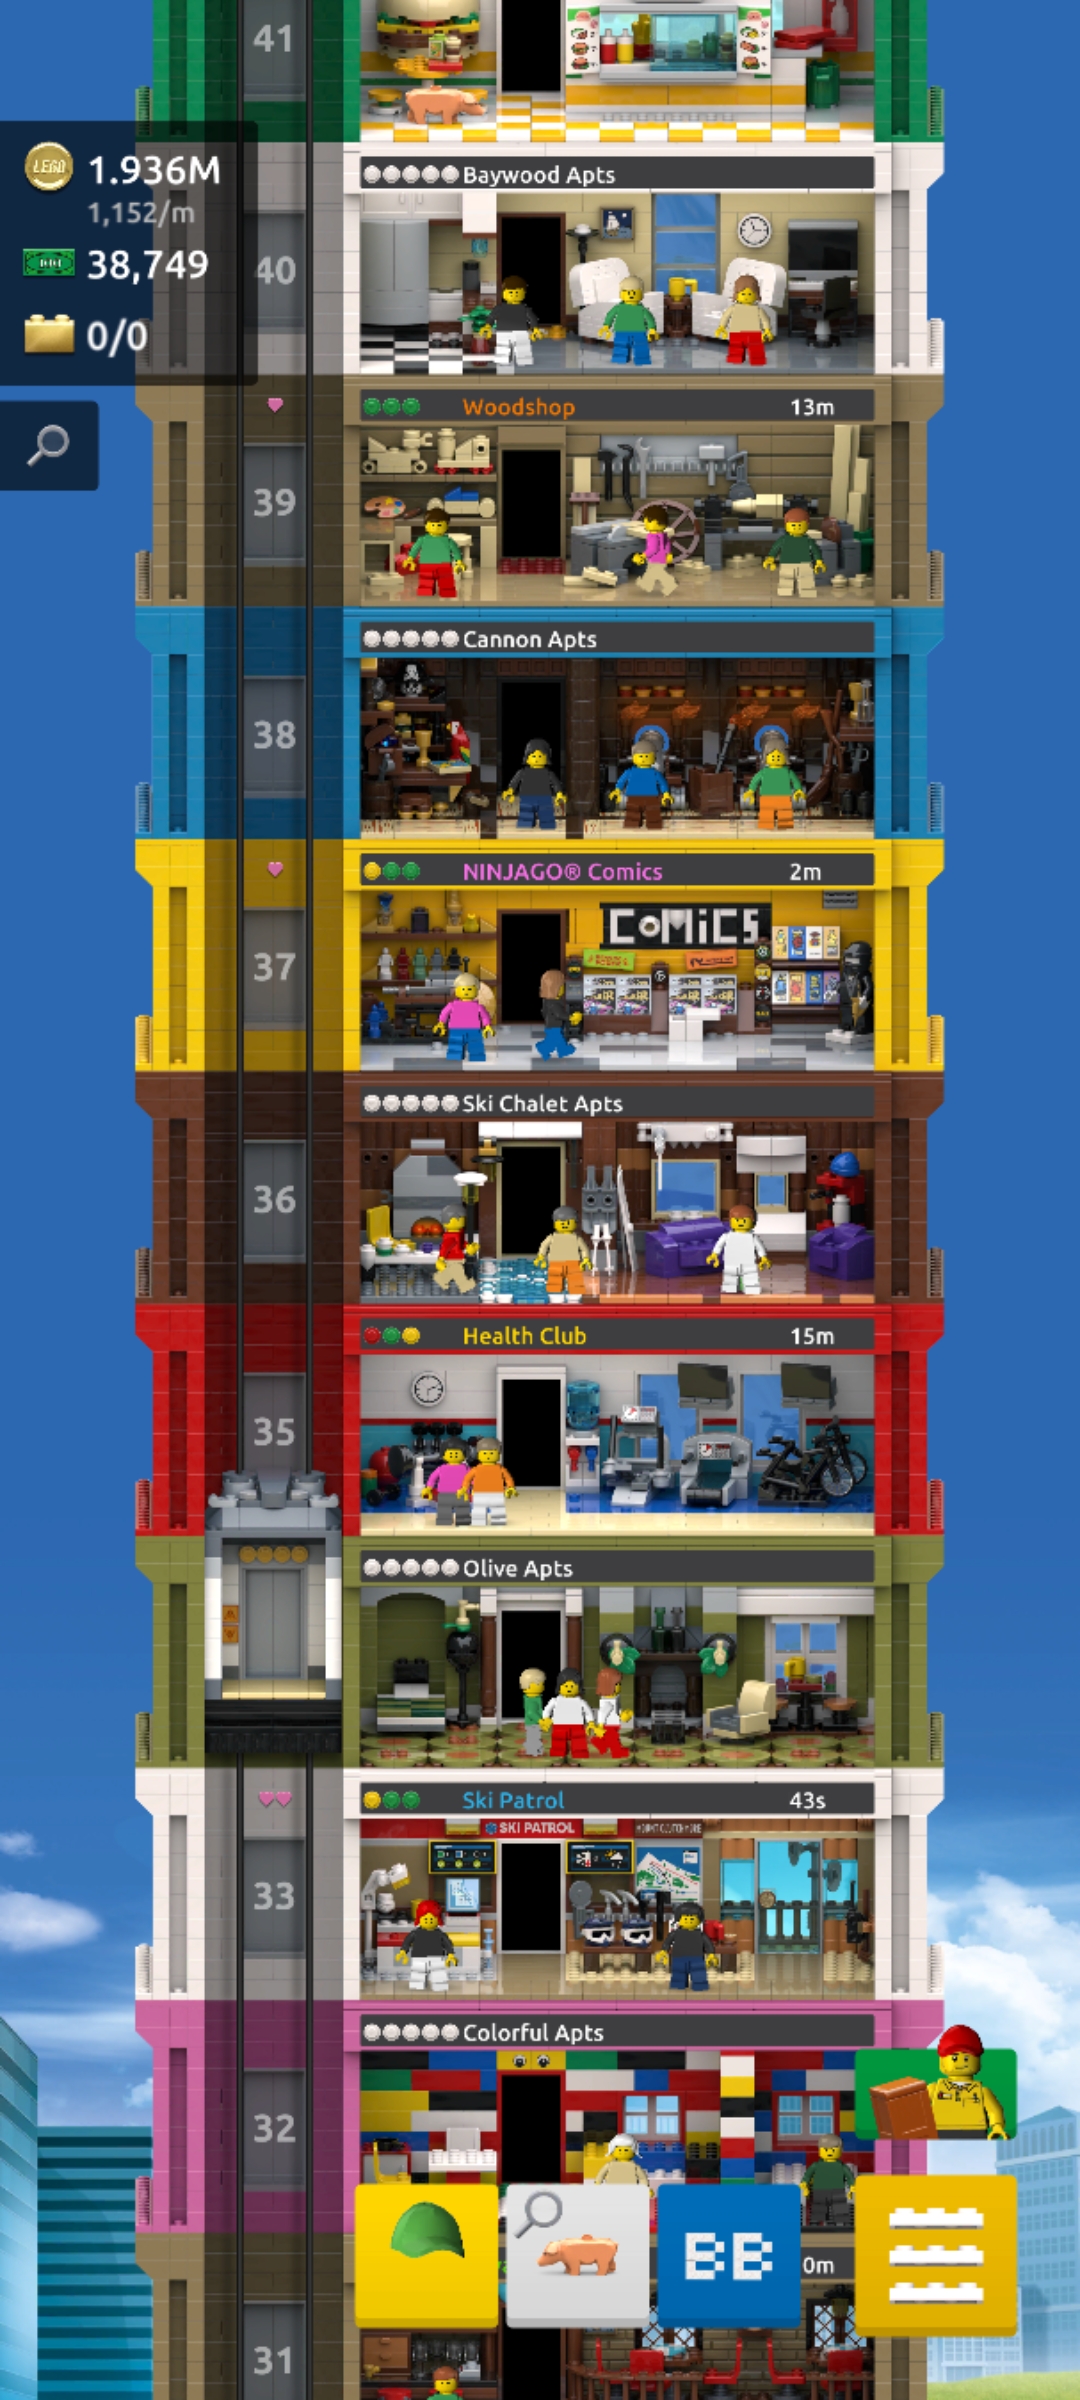 41
LEGO
1.936M
1,152/m
38,749
0/0
Baywood Apts
40
Woodshop 13m
39
Cannon Apts
38
NINJAGO® Comics 2m
COMiCS
37
Ski Chalet Apts
36
Health Club 15m
35
Olive Apts
Ski Patrol 43s
SKI PATROL
33
Colorful Apts
32
BB
0m
31